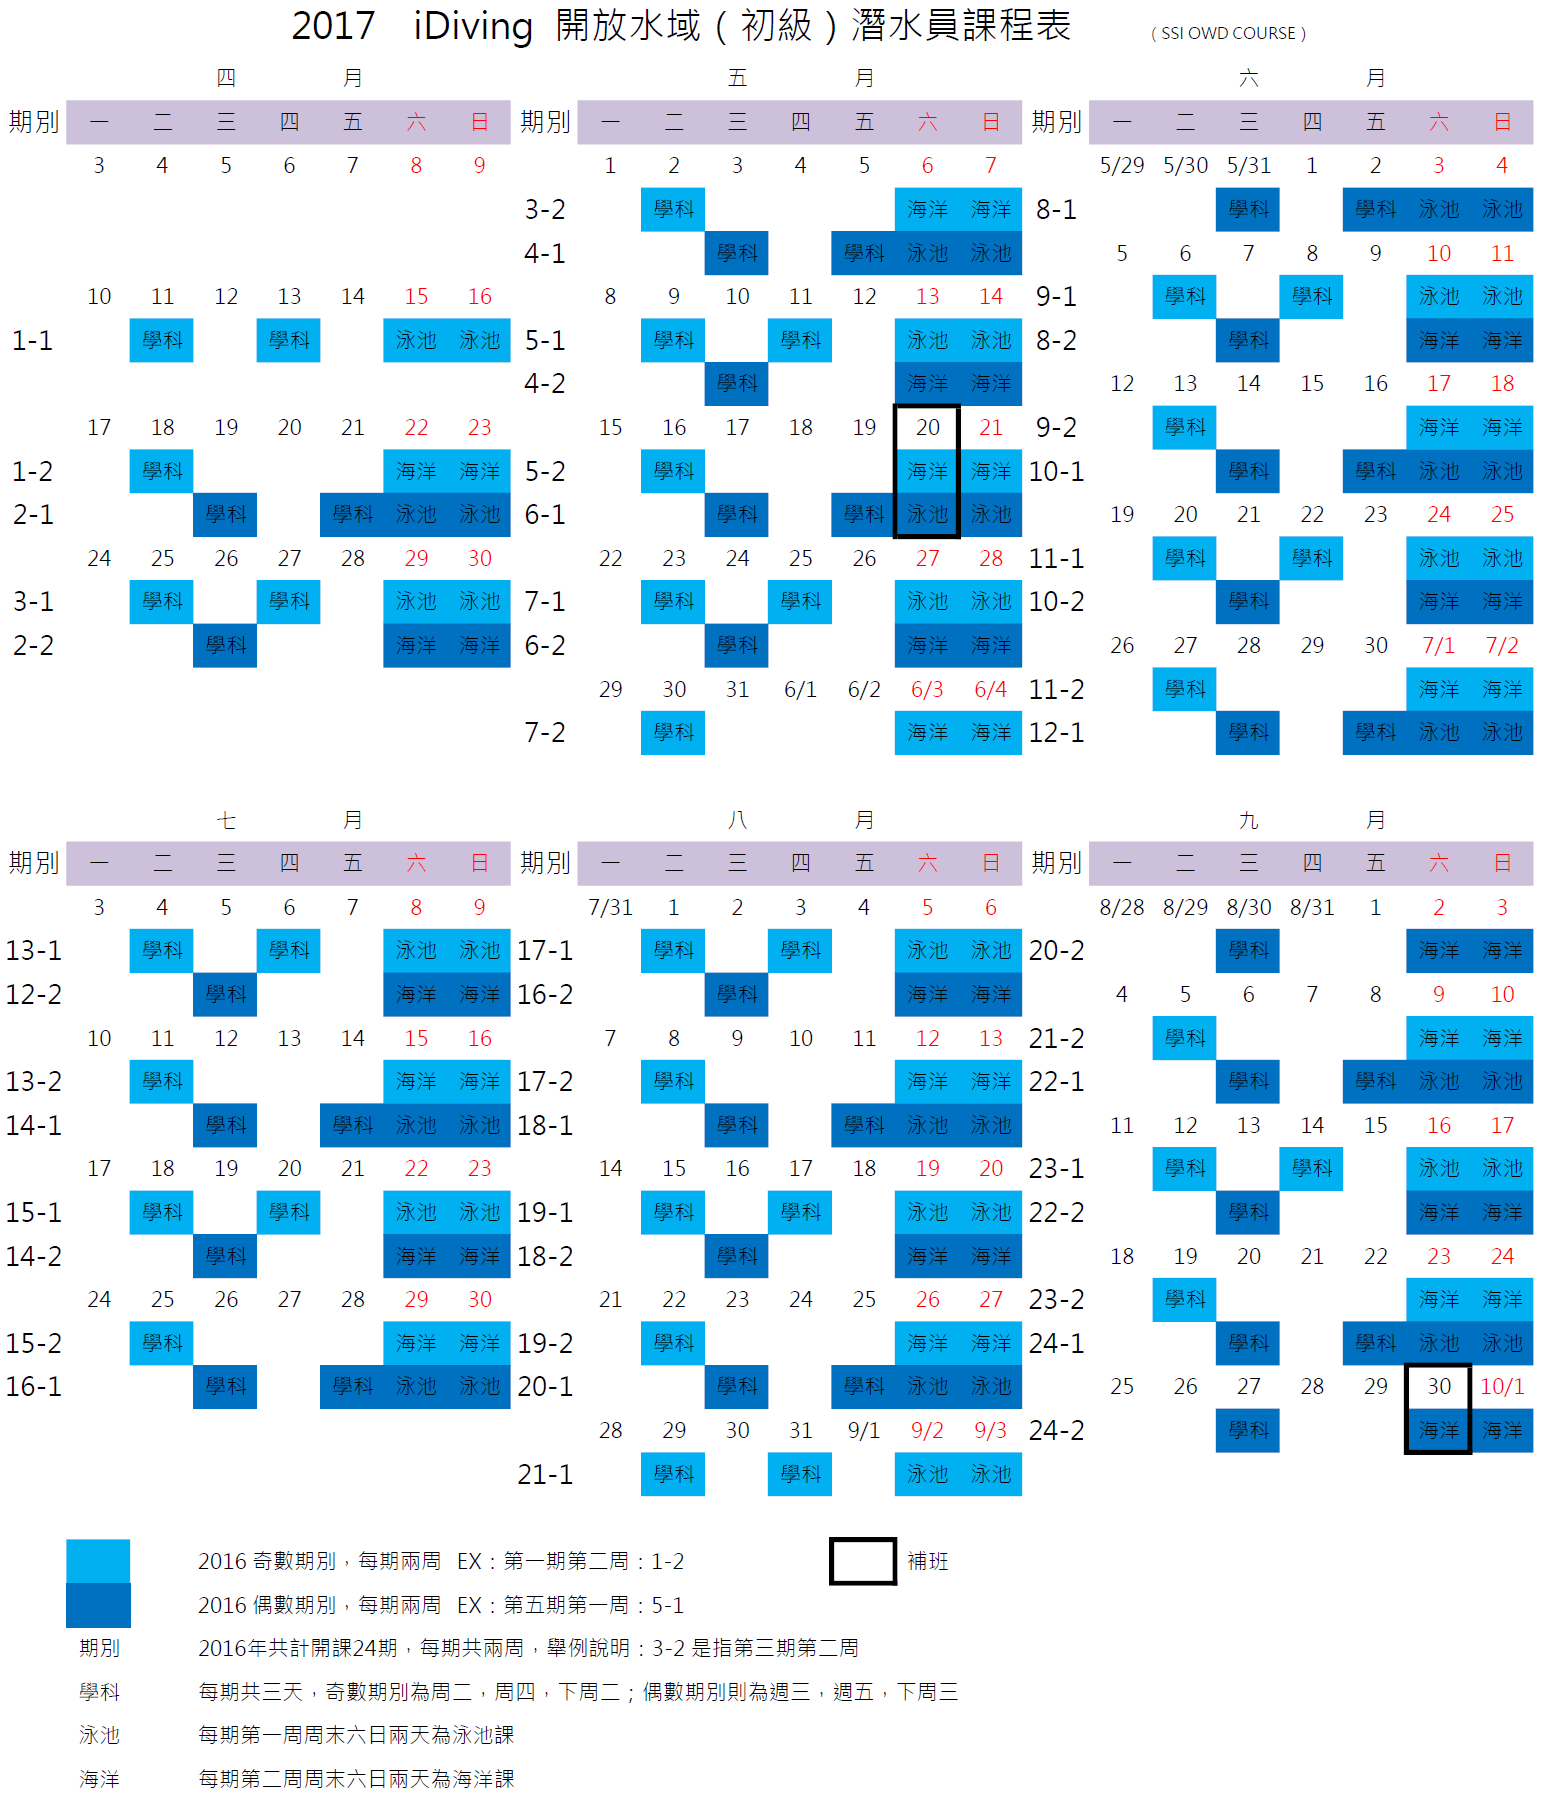 2017 iDiving 開放水域(初級)潛水員課程表 (SSI OWD COURSE)
四 月 五 月 六 月
期別 一 二 三 四 五 六 日 期別 一 二 三 四 五 六 日 期別 一 二 三 四 五 六 日
3 4 5 6 7 8 9 1 2 3 4 5 6 7 5/29 5/30 5/31 1 2 3 4
3-2 學科 海洋 海洋 8-1 學科 學科 泳池 泳池
4-1 學科 學科 泳池 泳池 5 6 7 8 9 10 11
10 11 12 13 14 15 16 8 9 10 11 12 13 14 9-1 學科 學科 泳池 泳池
1-1 學科 學科 泳池 泳池 5-1 學科 學科 泳池 泳池 8-2 學科 海洋 海洋
4-2 學科 海洋 海洋 12 13 14 15 16 17 18
17 18 19 20 21 22 23 15 16 17 18 19 20 21 9-2 學科 海洋 海洋
1-2 學科 海洋 海洋 5-2 學科 海洋 海洋 10-1 學科 學科 泳池 泳池
2-1 學科 學科 泳池 泳池 6-1 學科 學科 泳池 泳池 19 20 21 22 23 24 25
24 25 26 27 28 29 30 22 23 24 25 26 27 28 11-1 學科 學科 泳池 泳池
3-1 學科 學科 泳池 泳池 7-1 學科 學科 泳池 泳池 10-2 學科 海洋 海洋
2-2 學科 海洋 海洋 6-2 學科 海洋 海洋 26 27 28 29 30 7/1 7/2
29 30 31 6/1 6/2 6/3 6/4 11-2 學科 海洋 海洋
7-2 學科 海洋 海洋 12-1 學科 學科 泳池 泳池
七 月 八 月 九 月
期別 一 二 三 四 五 六 日 期別 一 二 三 四 五 六 日 期別 一 二 三 四 五 六 日
3 4 5 6 7 8 9 7/31 1 2 3 4 5 6 8/28 8/29 8/30 8/31 1 2 3
13-1 學科 學科 泳池 泳池 17-1 學科 學科 泳池 泳池 20-2 學科 海洋 海洋
12-2 學科 海洋 海洋 16-2 學科 海洋 海洋 4 5 6 7 8 9 10
10 11 12 13 14 15 16 7 8 9 10 11 12 13 21-2 學科 海洋 海洋
13-2 學科 海洋 海洋 17-2 學科 海洋 海洋 22-1 學科 學科 泳池 泳池
14-1 學科 學科 泳池 泳池 18-1 學科 學科 泳池 泳池 11 12 13 14 15 16 17
17 18 19 20 21 22 23 14 15 16 17 18 19 20 23-1 學科 學科 泳池 泳池
15-1 學科 學科 泳池 泳池 19-1 學科 學科 泳池 泳池 22-2 學科 海洋 海洋
14-2 學科 海洋 海洋 18-2 學科 海洋 海洋 18 19 20 21 22 23 24
24 25 26 27 28 29 30 21 22 23 24 25 26 27 23-2 學科 海洋 海洋
15-2 學科 海洋 海洋 19-2 學科 海洋 海洋 24-1 學科 學科 泳池 泳池
16-1 學科 學科 泳池 泳池 20-1 學科 學科 泳池 泳池 25 26 27 28 29 30 10/1
28 29 30 31 9/1 9/2 9/3 24-2 學科 海洋 海洋
21-1 學科 學科 泳池 泳池
2016 奇數期別,每期兩周 EX:第一期第二周:1-2 補班
2016 偶數期別,每期兩周 EX:第五期第一周:5-1
期別 2016年共計開課24期,每期共兩周,舉例說明:3-2 是指第三期第二周
學科 每期共三天,奇數期別為周二,周四,下周二;偶數期別則為週三,週五,下周三
泳池 每期第一周周末六日兩天為泳池課
海洋 每期第二周周末六日兩天為海洋課